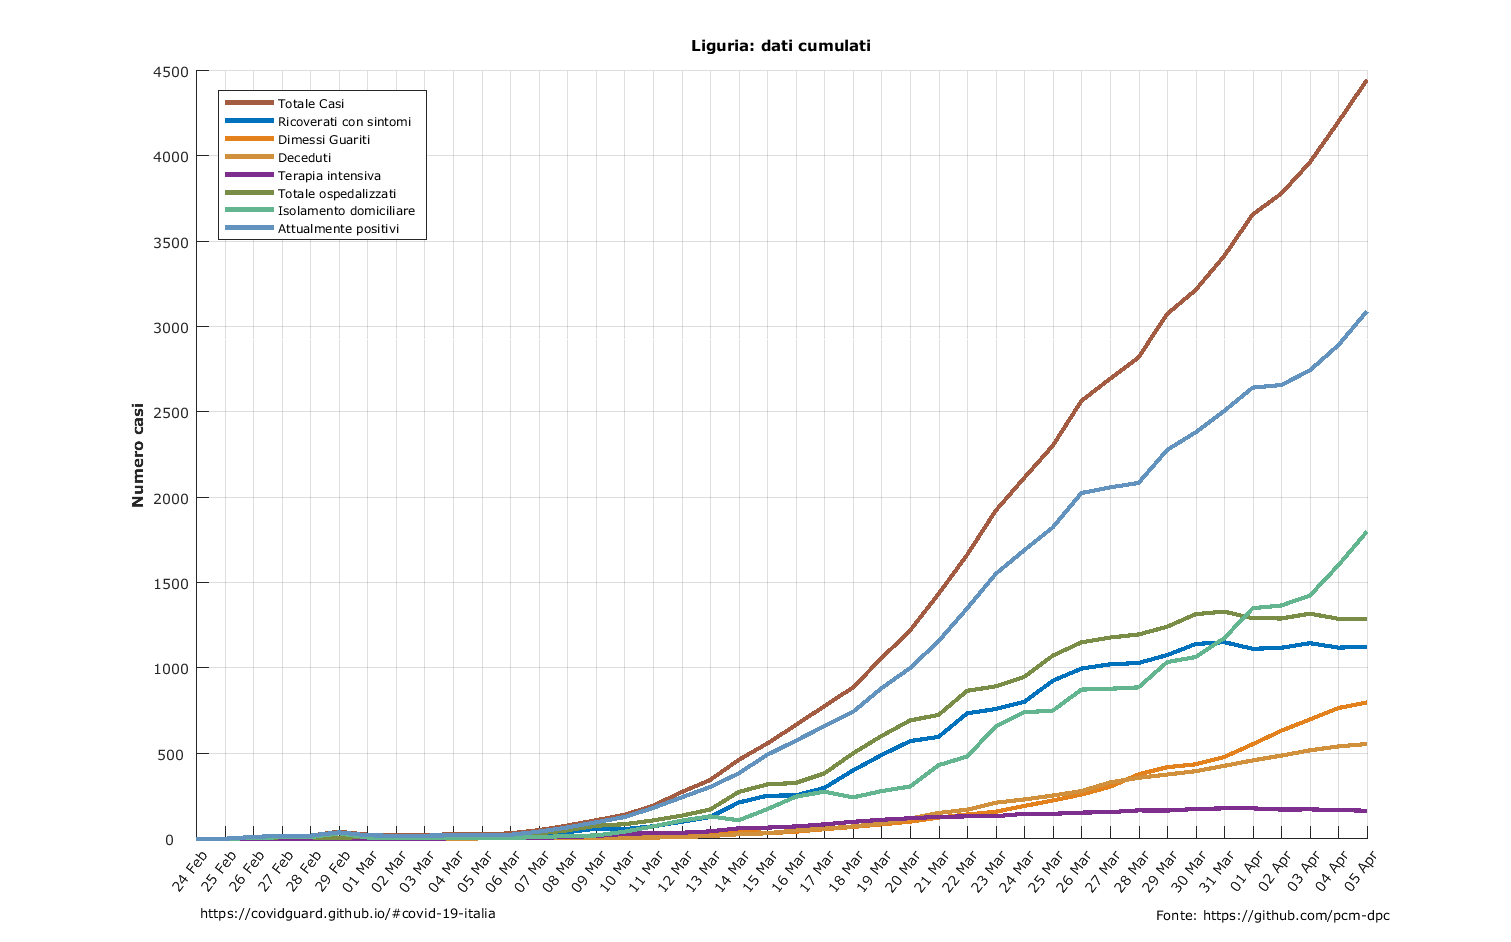 Liguria: dati cumulati
4500
4000
3500
3000
2500
2000
1500
1000
500
0
Numero casi
Totale Casi
Ricoverati con sintomi
Dimessi Guariti
Deceduti
Terapia intensiva
Totale ospedalizzati
Isolamento domiciliare
Attualmente positivi
24 Feb
25 Feb
26 Feb
27 Feb
28 Feb
29 Feb
01 Mar
02 Mar
03 Mar
04 Mar
05 Mar
06 Mar
07 Mar
08 Mar
09 Mar
10 Mar
11 Mar
12 Mar
13 Mar
14 Mar
15 Mar
16 Mar
17 Mar
18 Mar
19 Mar
20 Mar
21 Mar
22 Mar
23 Mar
24 Mar
25 Mar
26 Mar
27 Mar
28 Mar
29 Mar
30 Mar
31 Mar
01 Apr
02 Apr
03 Apr
04 Apr
05 Apr
https://covidguard.github.io/#covid-19-italia
Fonte: https://github.com/pcm-dpc